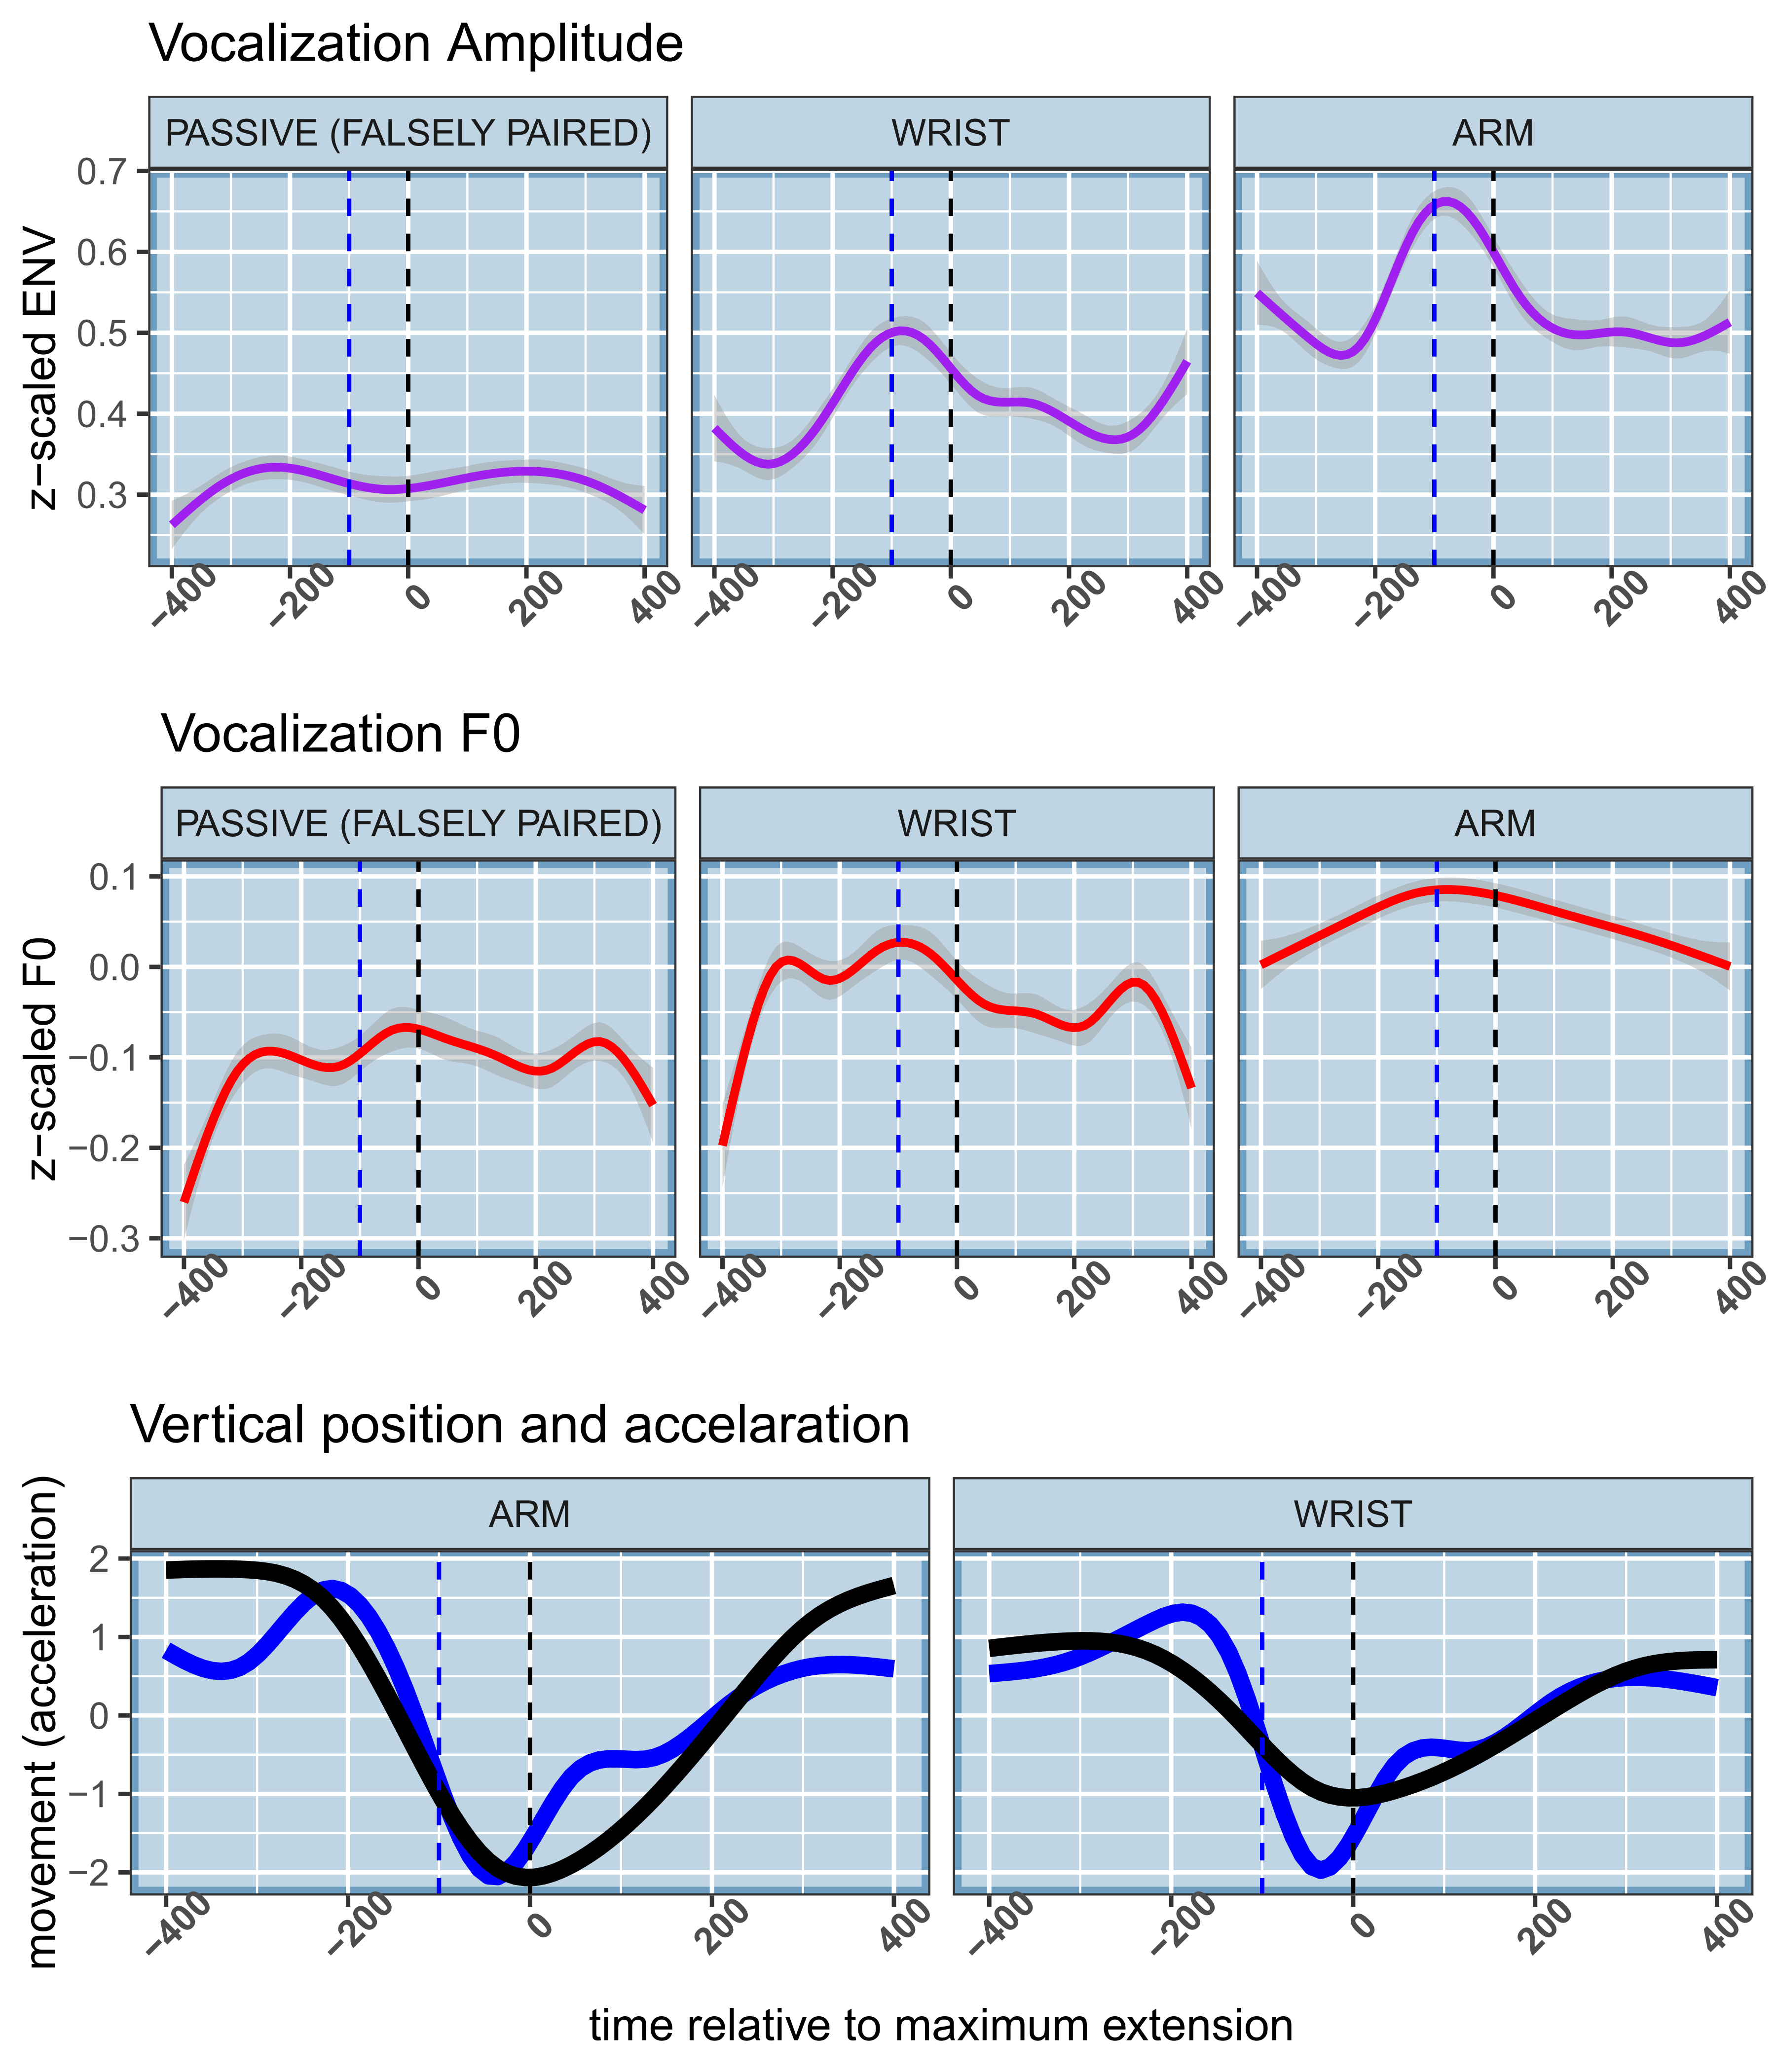 Vocalization Amplitude
PASSIVE (FALSELY PAIRED) WRIST ARM
z−scaled ENV
0.7
0.6
0.5
0.4
0.3
−400 −200 0 200 400 −400 −200 0 200 400 −400 −200 0 200 400
Vocalization F0
PASSIVE (FALSELY PAIRED) WRIST ARM
z−scaled F0
0.1
0.0
−0.1
−0.2
−0.3
−400 −200 0 200 400 −400 −200 0 200 400 −400 −200 0 200 400
Vertical position and accelaration
ARM WRIST
movement (acceleration)
2
1
0
−1
−2
−400 −200 0 200 400 −400 −200 0 200 400
time relative to maximum extension